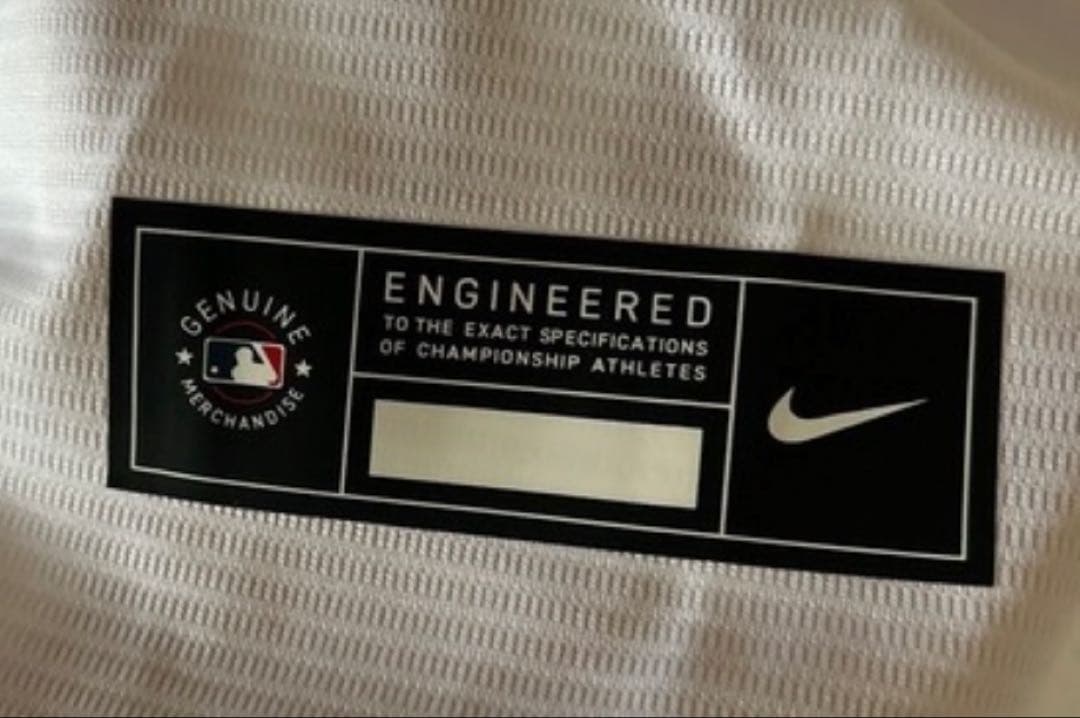 GENUINE
MERCHANDISE
ENGINEERED
TO THE EXACT SPECIFICATIONS
OF CHAMPIONSHIP ATHLETES